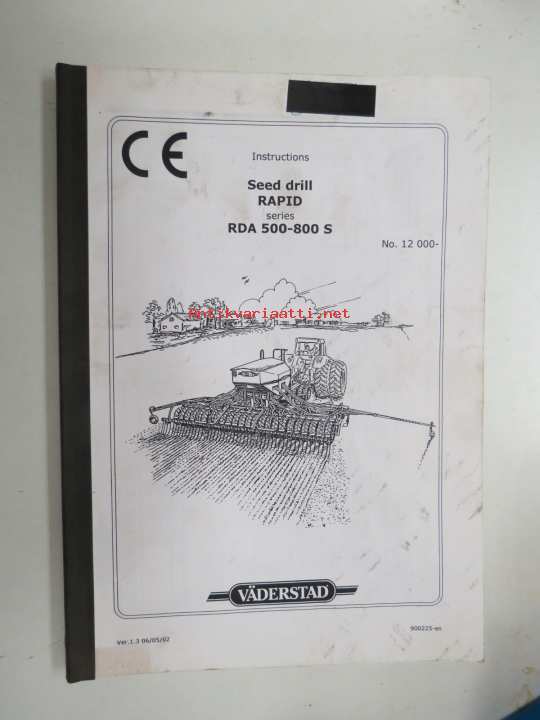 CE
Instructions
Seed drill
RAPID
series
RDA 500-800 S
No. 12 000-
Antikvariaatti.net
VÄDERSTAD
Ver.1.3 06/05/02
900225-en